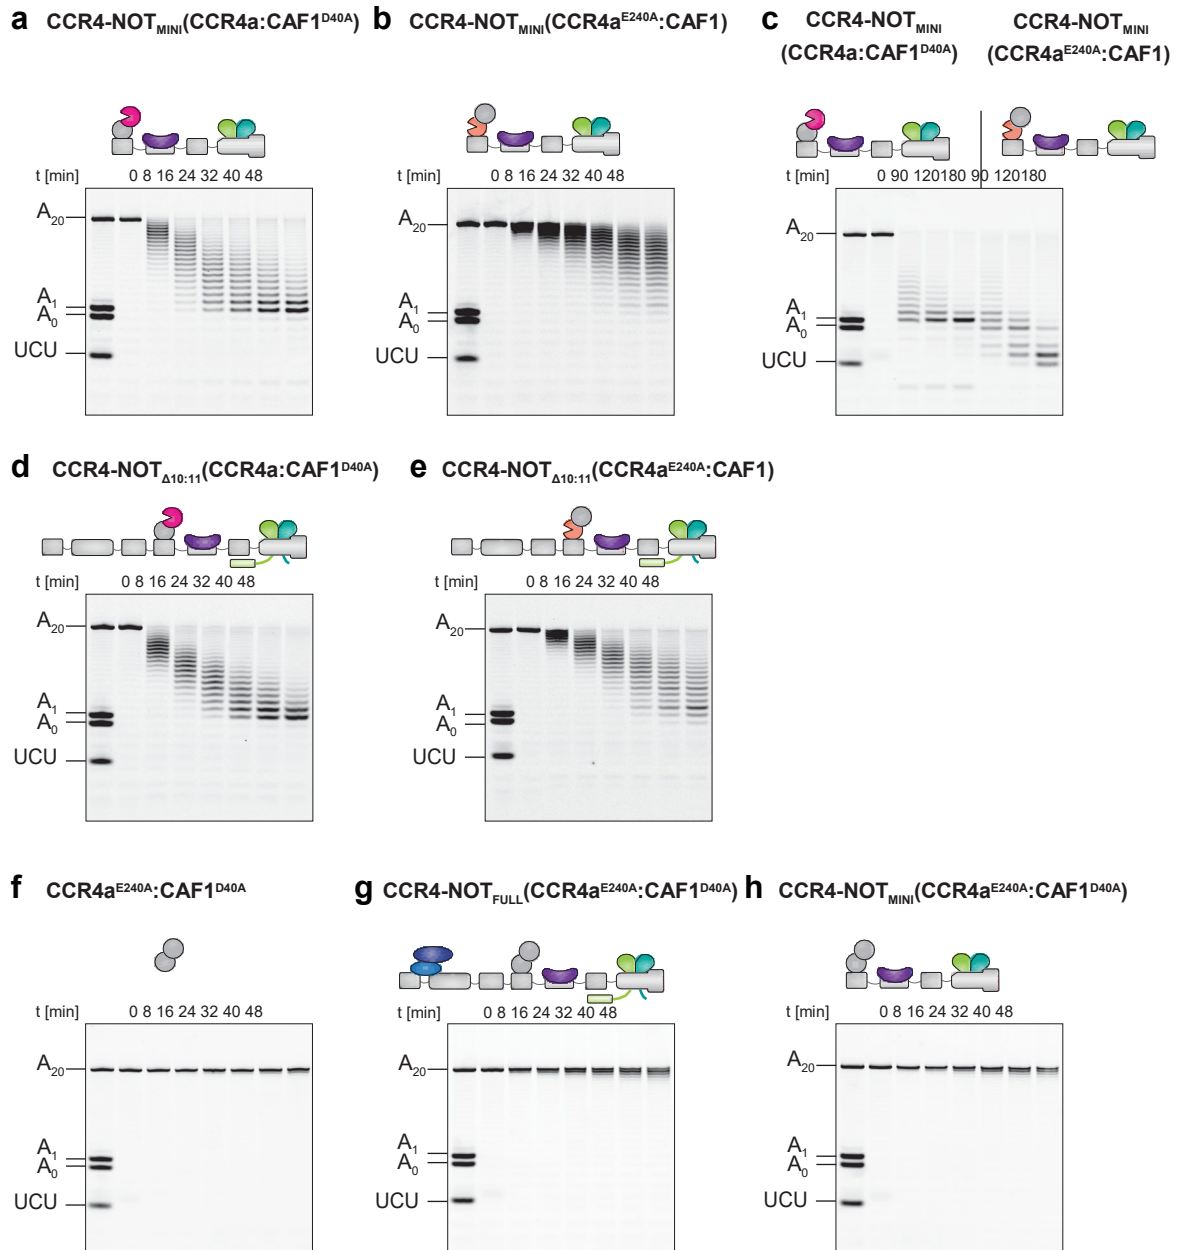 a CCR4-NOTMINI(CCR4a:CAF1D40A)
b CCR4-NOTMINI(CCR4aE240A:CAF1)
c CCR4-NOTMINI (CCR4a:CAF1D40A)
CCR4-NOTMINI (CCR4aE240A:CAF1)
t [min] 0 8 16 24 32 40 48
A20
A1
A0
UCU
t [min] 0 8 16 24 32 40 48
A20
A1
A0
UCU
t [min] 0 90 120180 90 120180
A20
A1
A0
UCU
d CCR4-NOTΔ10:11(CCR4a:CAF1D40A)
e CCR4-NOTΔ10:11(CCR4aE240A:CAF1)
t [min] 0 8 16 24 32 40 48
A20
A1
A0
UCU
t [min] 0 8 16 24 32 40 48
A20
A1
A0
UCU
f CCR4aE240A:CAF1D40A
g CCR4-NOTFULL(CCR4aE240A:CAF1D40A)
h CCR4-NOTMINI(CCR4aE240A:CAF1D40A)
t [min] 0 8 16 24 32 40 48
A20
A1
A0
UCU
t [min] 0 8 16 24 32 40 48
A20
A1
A0
UCU
t [min] 0 8 16 24 32 40 48
A20
A1
A0
UCU